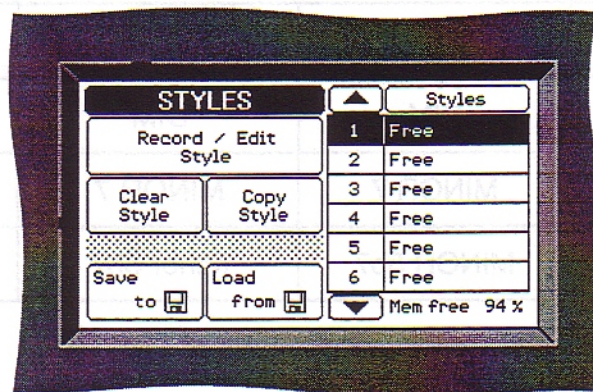 STYLES
Record / Edit
Style
Clear
Style
Copy
Style
Save
to
Load
from
Styles
1 Free
2 Free
3 Free
4 Free
5 Free
6 Free
Mem free 94 %